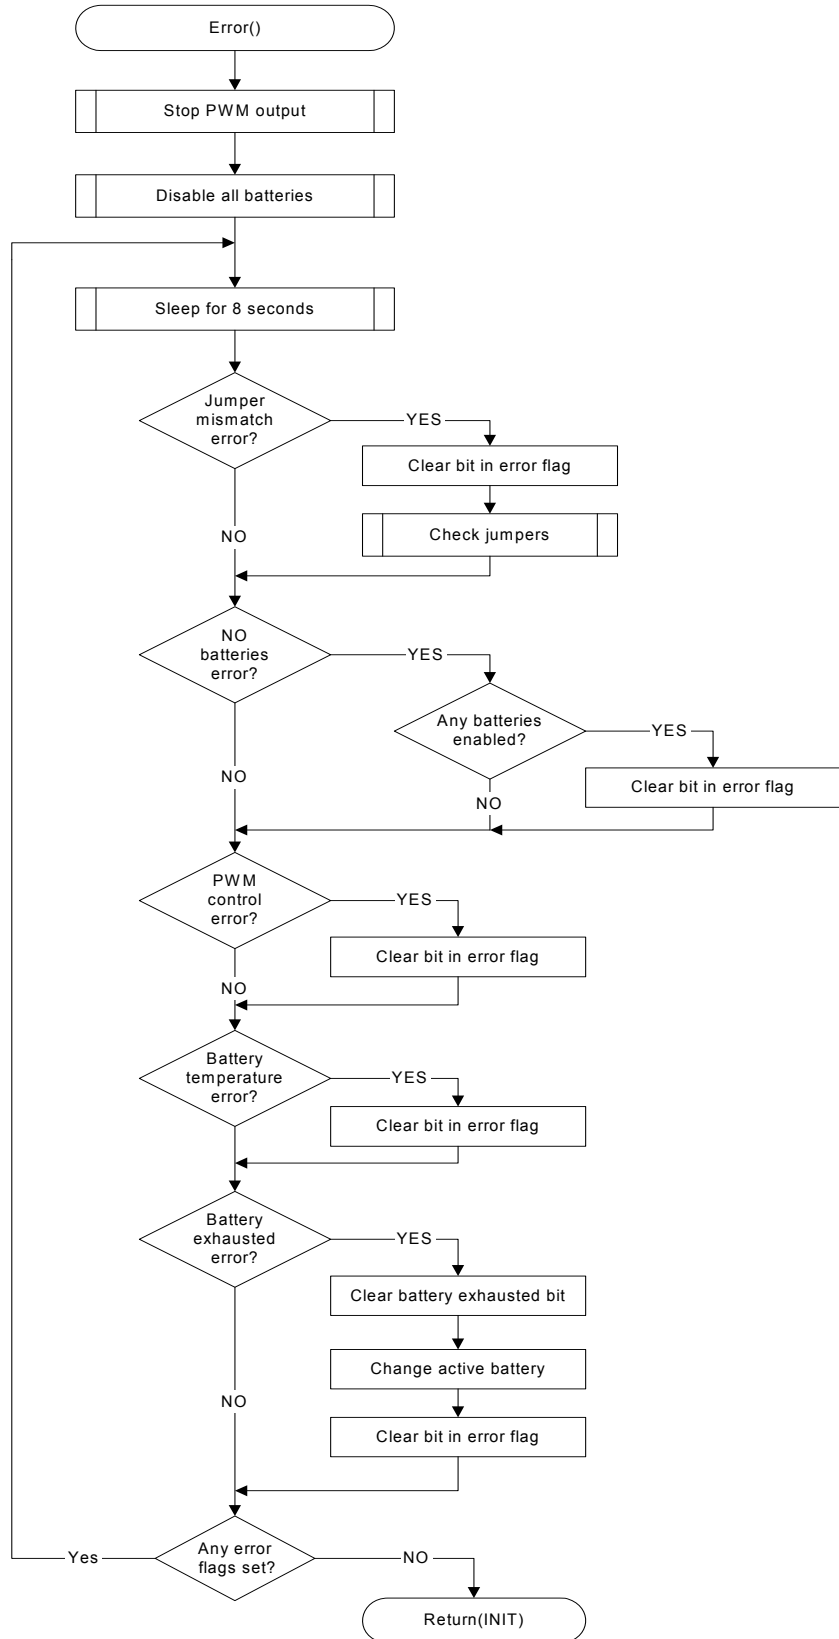 Error()
Stop PWM output
Disable all batteries
Sleep for 8 seconds
Jumper
mismatch
error?
YES
Clear bit in error flag
Check jumpers
NO
NO
batteries
error?
YES
Any batteries
enabled?
YES
Clear bit in error flag
NO
NO
PWM
control
error?
YES
Clear bit in error flag
NO
Battery
temperature
error?
YES
Clear bit in error flag
Battery
exhausted
error?
YES
Clear battery exhausted bit
Change active battery
NO
Clear bit in error flag
Any error
flags set?
Yes
NO
Return(INIT)